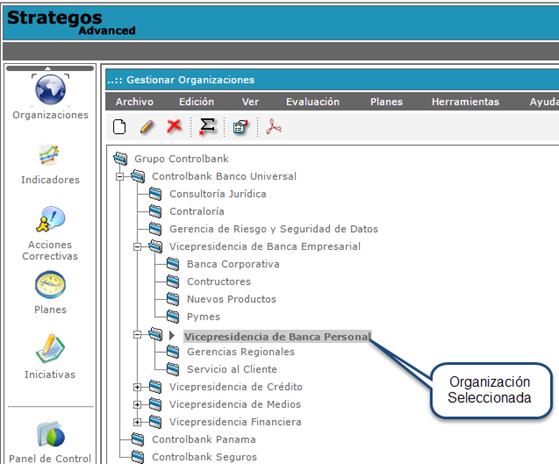 Strategos
Advanced
..:: Gestionar Organizaciones
Archivo Edición Ver Evaluación Planes Herramientas Ayuda
Organizaciones
Indicadores
Acciones
Correctivas
Planes
Iniciativas
Panel de Control
Grupo Controlbank
Controlbank Banco Universal
Consultoría Jurídica
Contraloría
Gerencia de Riesgo y Seguridad de Datos
Vicepresidencia de Banca Empresarial
Banca Corporativa
Contructores
Nuevos Productos
Pymes
Vicepresidencia de Banca Personal
Gerencias Regionales
Servicio al Cliente
Vicepresidencia de Crédito
Vicepresidencia de Medios
Vicepresidencia Financiera
Controlbank Panama
Controlbank Seguros
Organización
Seleccionada